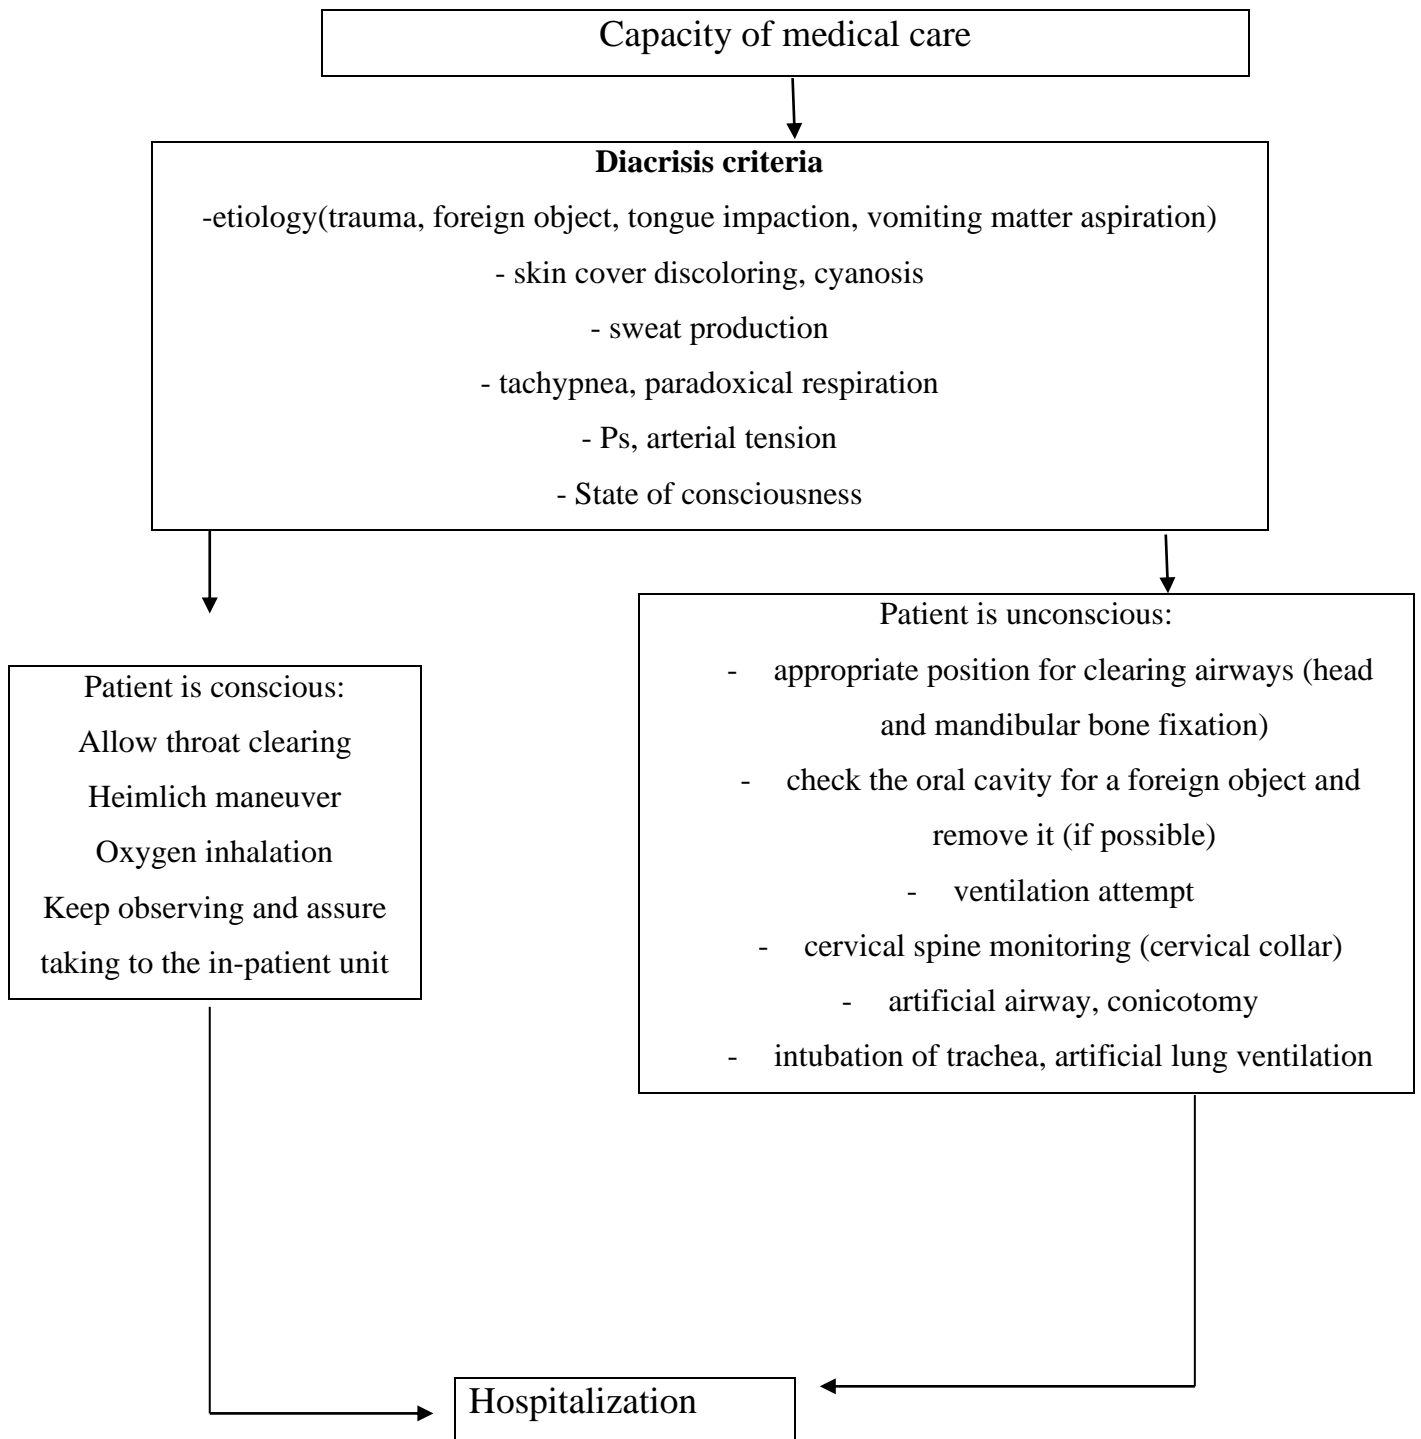 Capacity of medical care
Diacrisis criteria
-etiology(trauma, foreign object, tongue impaction, vomiting matter aspiration)
- skin cover discoloring, cyanosis
- sweat production
- tachypnea, paradoxical respiration
- Ps, arterial tension
- State of consciousness
Patient is conscious:
Allow throat clearing
Heimlich maneuver
Oxygen inhalation
Keep observing and assure
taking to the in-patient unit
Patient is unconscious:
- appropriate position for clearing airways (head
and mandibular bone fixation)
- check the oral cavity for a foreign object and
remove it (if possible)
- ventilation attempt
- cervical spine monitoring (cervical collar)
- artificial airway, conicotomy
- intubation of trachea, artificial lung ventilation
Hospitalization